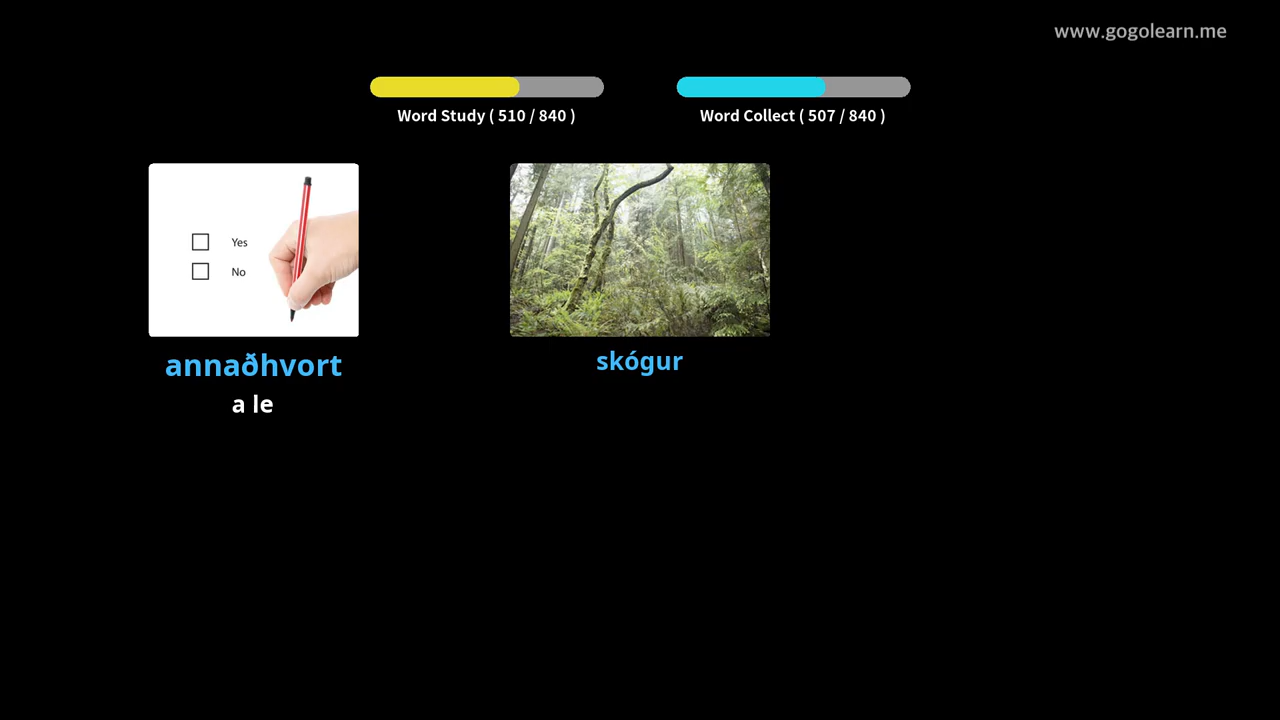 www.gogolearn.me
Word Study ( 510 / 840 )
Word Collect ( 507 / 840 )
Yes
No
annaðhvort
a le
skógur